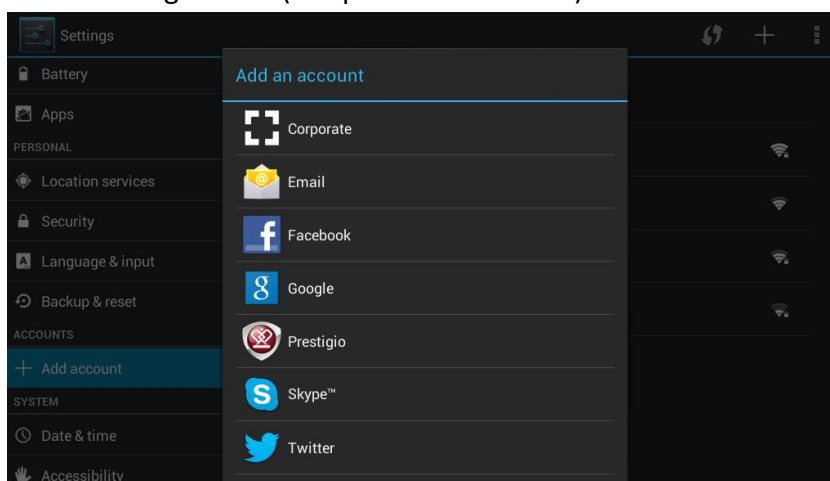 Settings
Battery
Apps
PERSONAL
Location services
Security
Language & input
Backup & reset
ACCOUNTS
Add account
SYSTEM
Date & time
Accessibility
Add an account
Corporate
Email
Facebook
Google
Prestigio
Skype™
Twitter